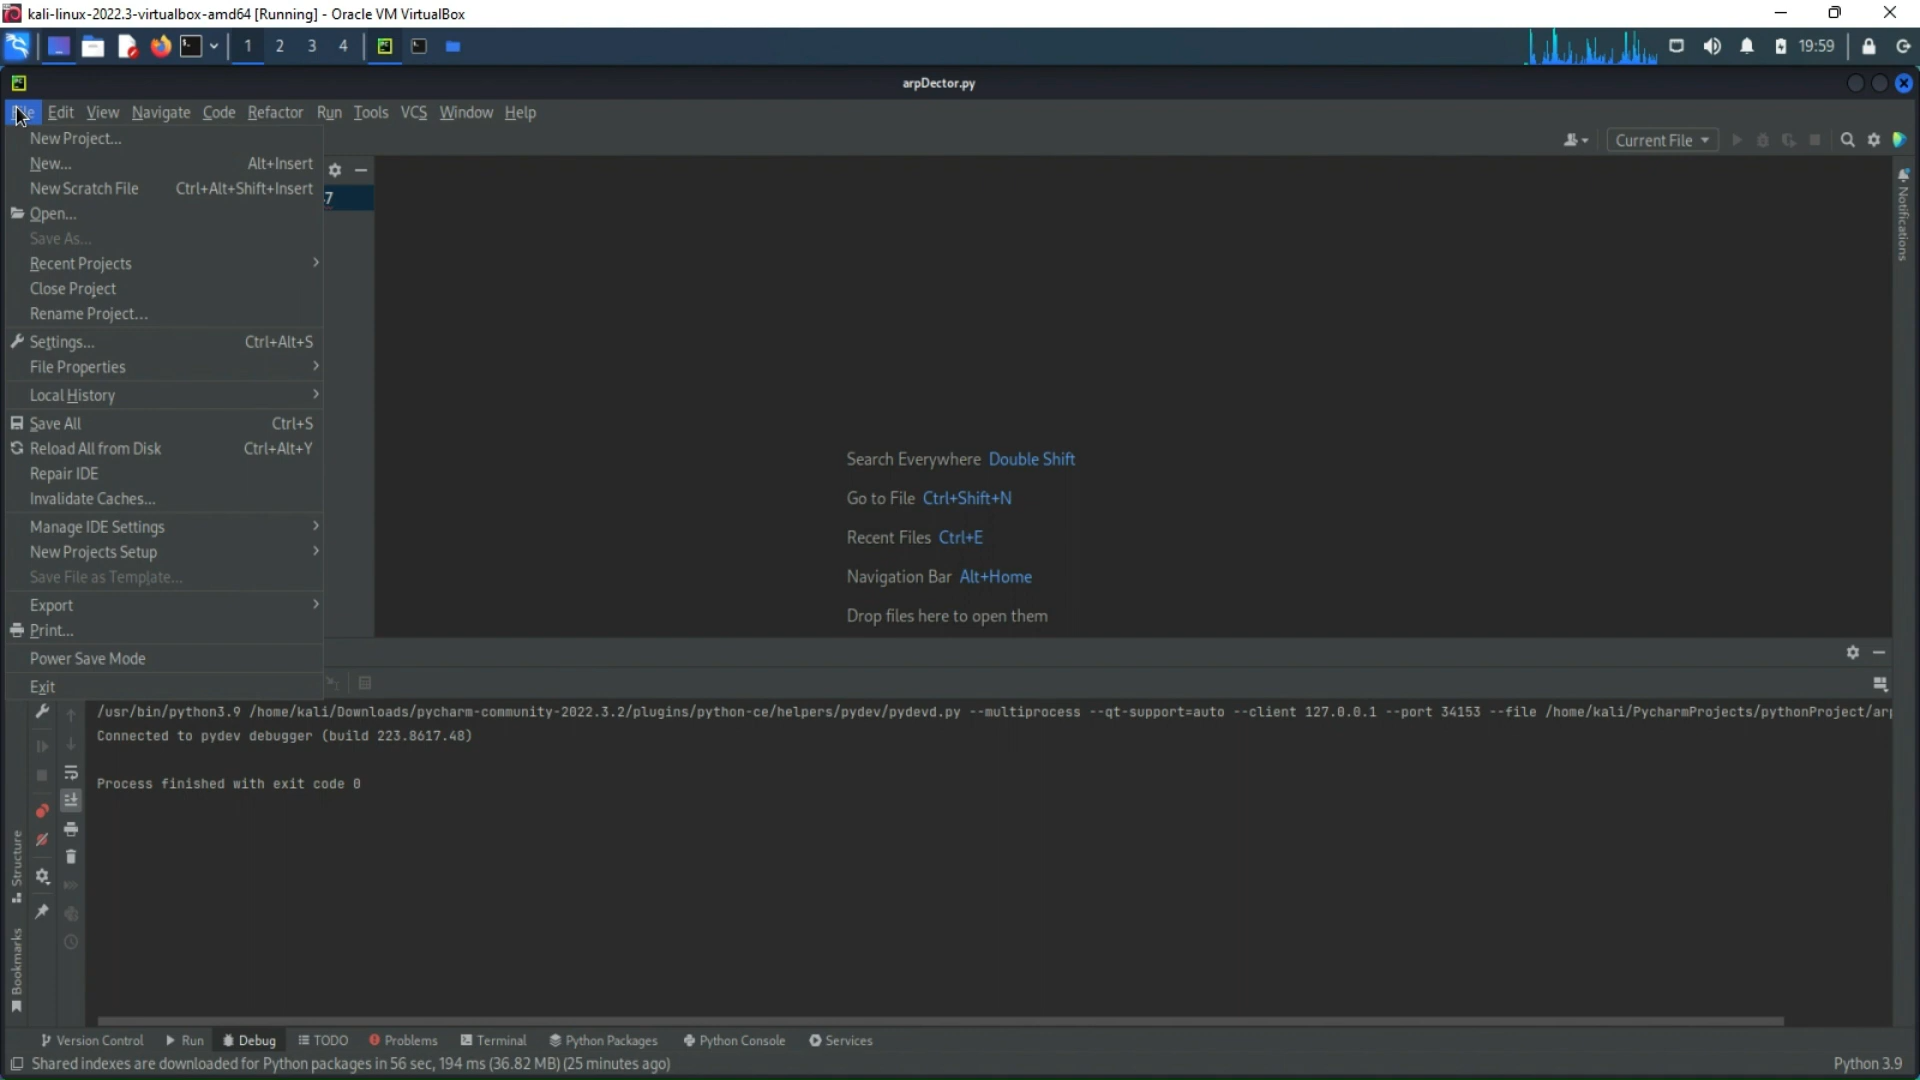 kali-linux-2022.3-virtualbox-amd64 [Running] - Oracle VM VirtualBox
1 2 3 4 19:59
arpDector.py
File Edit View Navigate Code Refactor Run Tools VCS Window Help
Current File
New Project...
New... Alt+Insert
New Scratch File Ctrl+Alt+Shift+Insert
7
Open...
Save As...
Recent Projects
Close Project
Rename Project...
Settings... Ctrl+Alt+S
File Properties
Local History
Save All Ctrl+S
Reload All from Disk Ctrl+Alt+Y
Repair IDE
Invalidate Caches...
Manage IDE Settings
New Projects Setup
Save File as Template...
Export
Print...
Power Save Mode
Exit
Search Everywhere Double Shift
Go to File Ctrl+Shift+N
Recent Files Ctrl+E
Navigation Bar Alt+Home
Drop files here to open them
Notifications
/usr/bin/python3.9 /home/kali/Downloads/pycharm-community-2022.3.2/plugins/python-ce/helpers/pydev/pydevd.py --multiprocess --qt-support=auto --client 127.0.0.1 --port 34153 --file /home/kali/PycharmProjects/pythonProject/arp
Connected to pydev debugger (build 223.8617.48)
Process finished with exit code 0
Structure
Bookmarks
Version Control Run Debug TODO Problems Terminal Python Packages Python Console Services
Shared indexes are downloaded for Python packages in 56 sec, 194 ms (36.82 MB) (25 minutes ago) Python 3.9